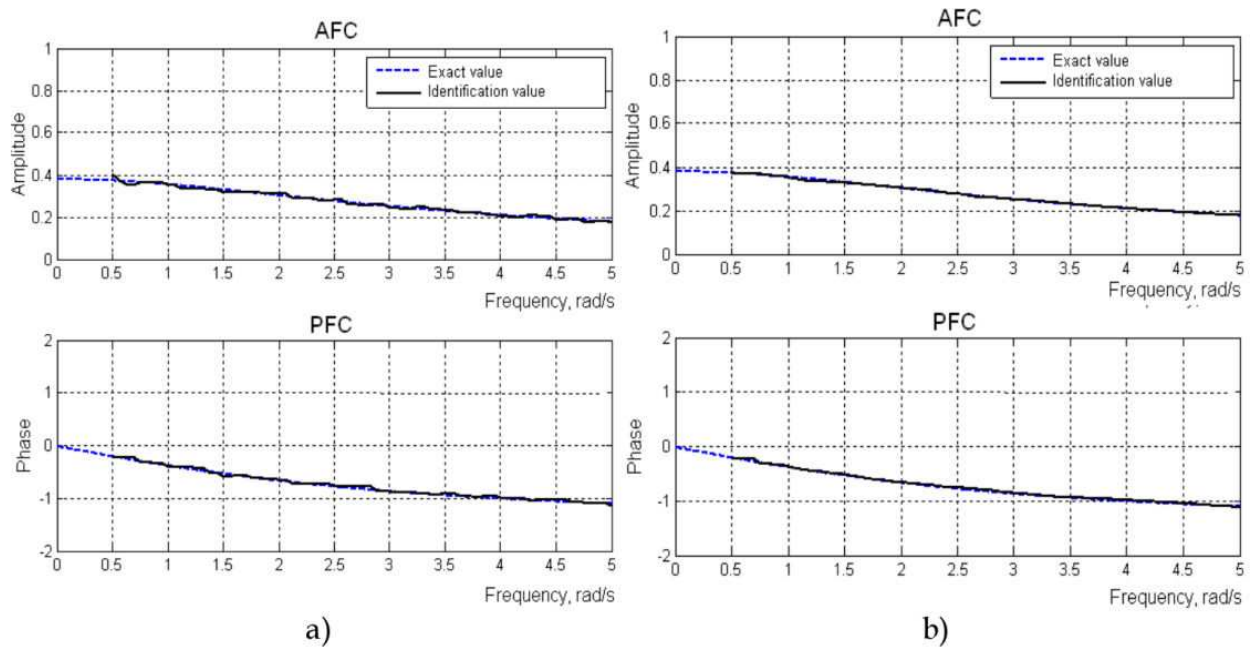 AFC
1
0.8
0.6
0.4
0.2
0
Amplitude
Exact value
Identification value
0 0.5 1 1.5 2 2.5 3 3.5 4 4.5 5
Frequency, rad/s
PFC
2
1
0
-1
-2
Phase
0 0.5 1 1.5 2 2.5 3 3.5 4 4.5 5
Frequency, rad/s
a)
AFC
1
0.8
0.6
0.4
0.2
0
Amplitude
Exact value
Identification value
0 0.5 1 1.5 2 2.5 3 3.5 4 4.5 5
Frequency, rad/s
PFC
2
1
0
-1
-2
Phase
0 0.5 1 1.5 2 2.5 3 3.5 4 4.5 5
Frequency, rad/s
b)